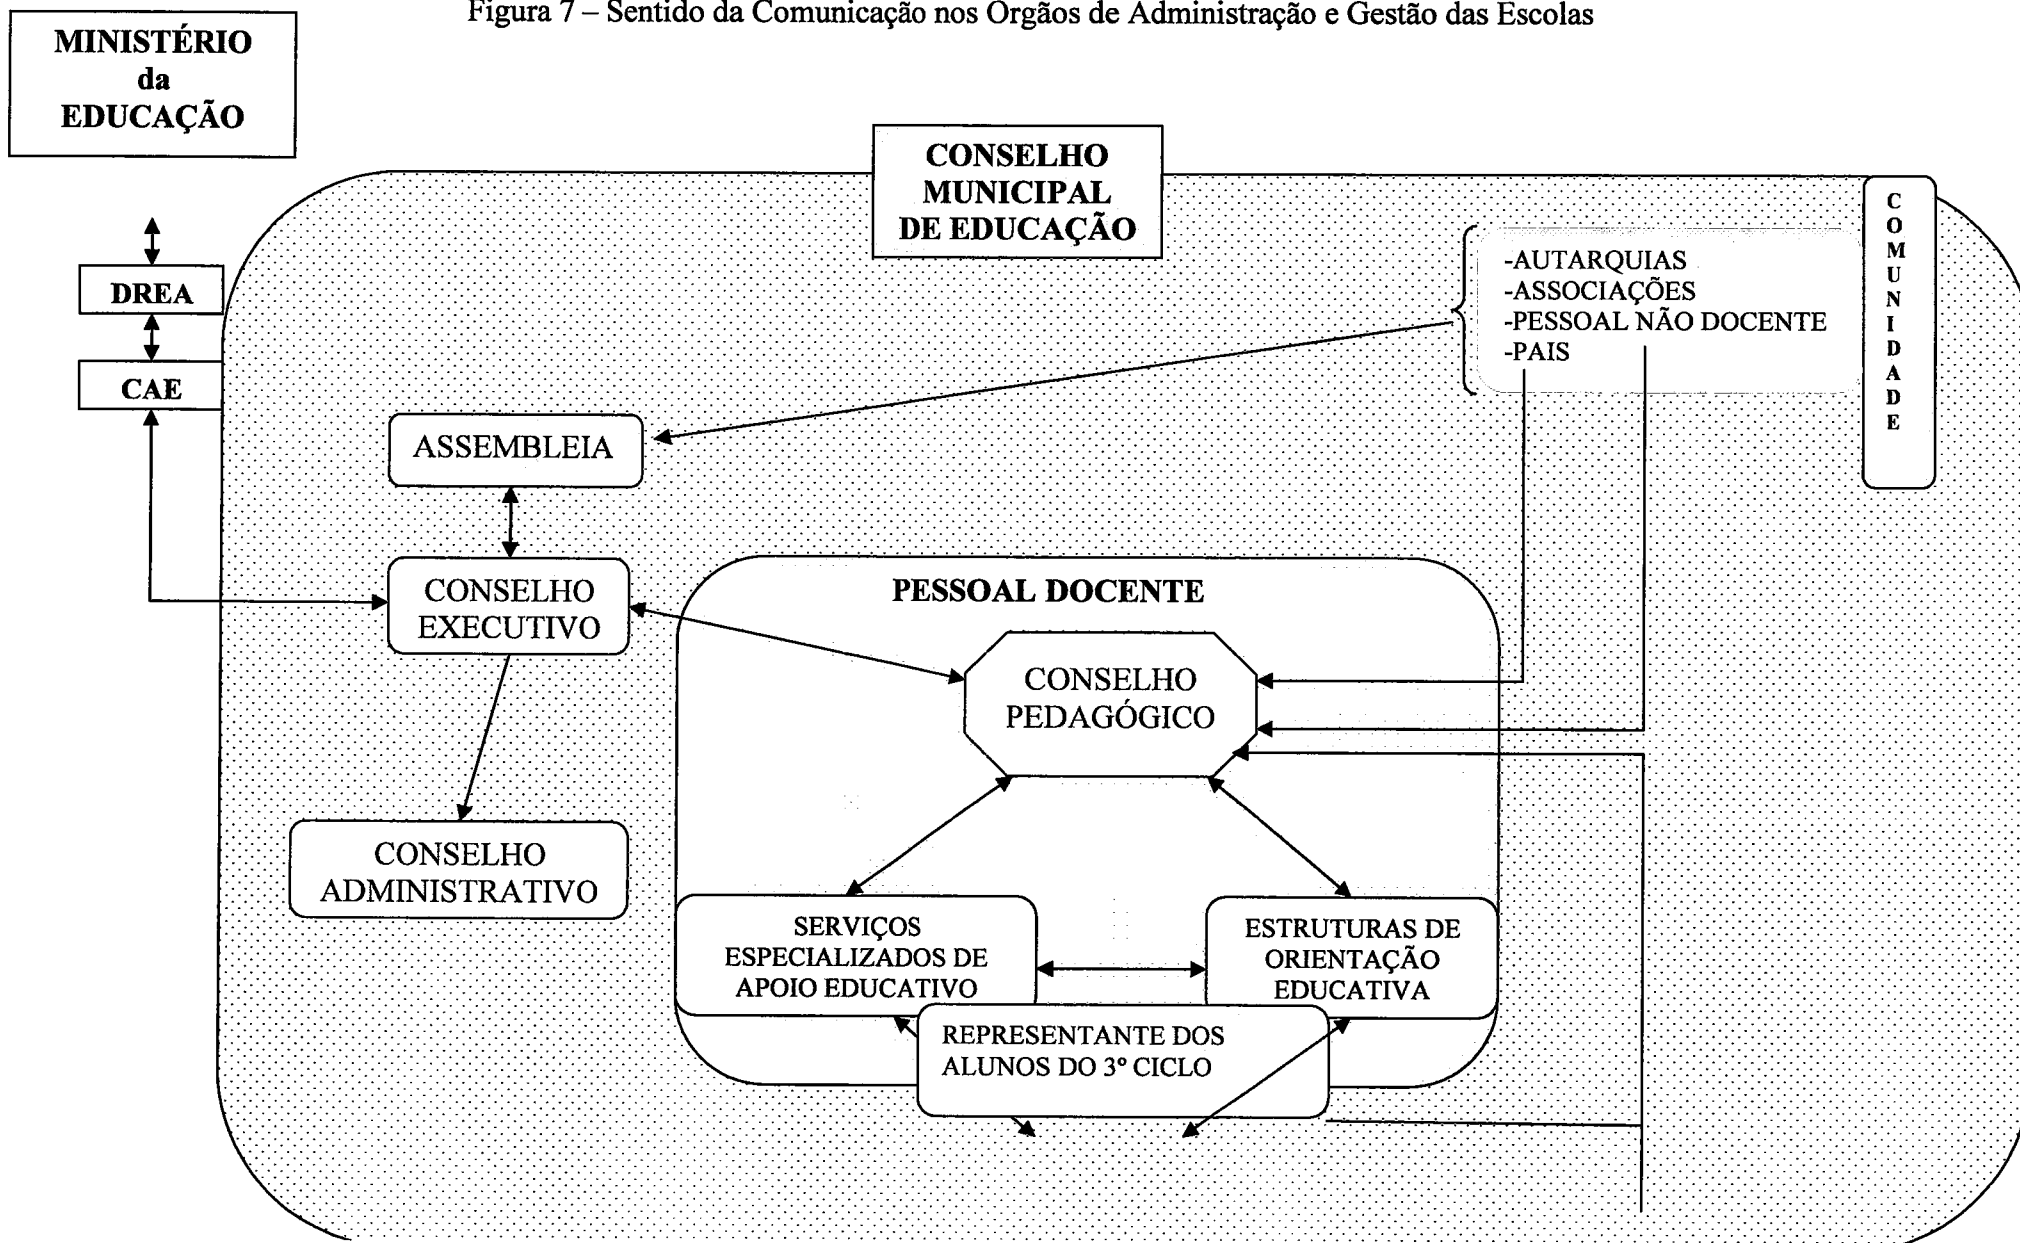 Figura 7 – Sentido da Comunicação nos Orgãos de Administração e Gestão das Escolas
MINISTÉRIO
da
EDUCAÇÃO
CONSELHO
MUNICIPAL
DE EDUCAÇÃO
COMUNIDADE
-AUTARQUIAS
-ASSOCIAÇÕES
-PESSOAL NÃO DOCENTE
-PAIS
DREA
CAE
ASSEMBLEIA
CONSELHO
EXECUTIVO
PESSOAL DOCENTE
CONSELHO
PEDAGÓGICO
CONSELHO
ADMINISTRATIVO
SERVIÇOS
ESPECIALIZADOS DE
APOIO EDUCATIVO
ESTRUTURAS DE
ORIENTAÇÃO
EDUCATIVA
REPRESENTANTE DOS
ALUNOS DO 3º CICLO